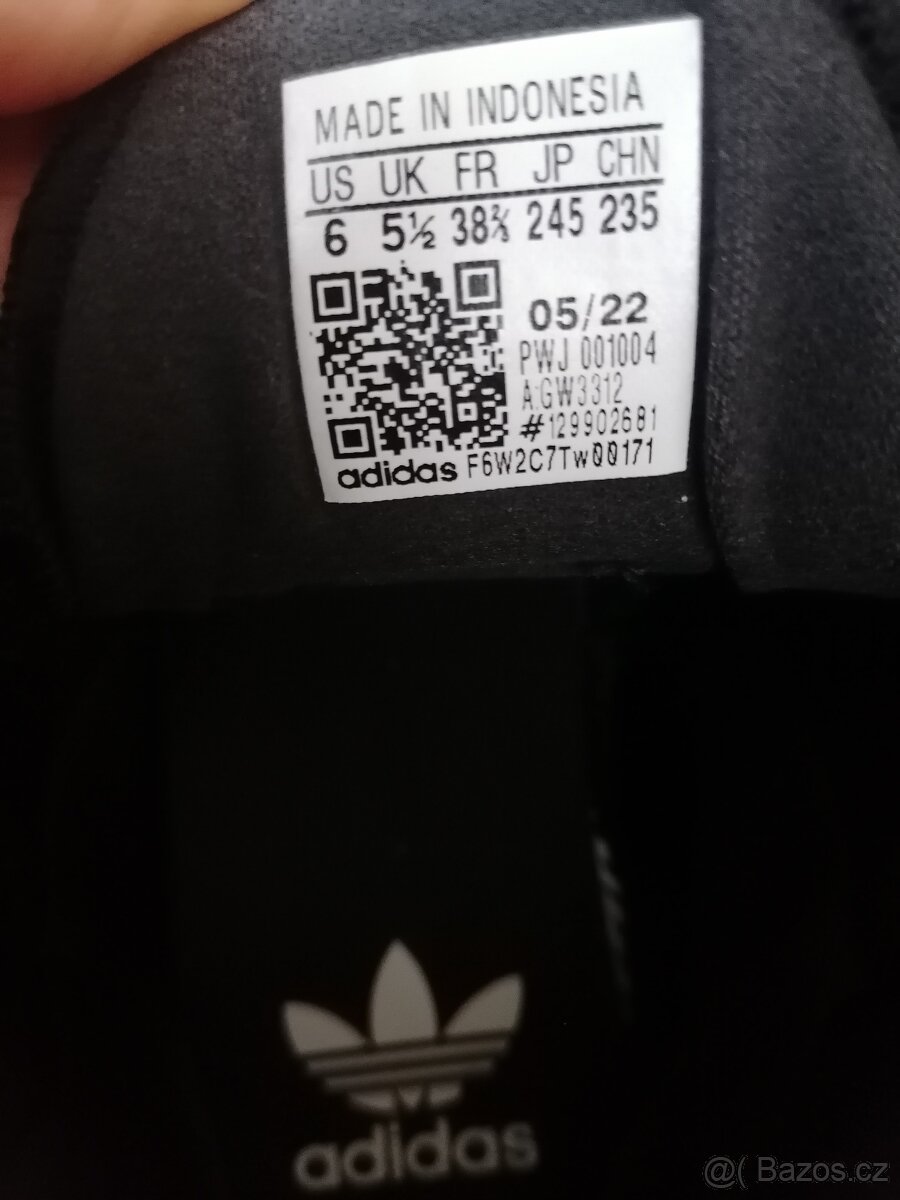 MADE IN INDONESIA
US UK FR JP CHN
6 5½ 38⅔ 245 235
05/22
PWJ 001004
A:GW3312
#129902681
adidas F6W2C7Tw00171
adidas
@( Bazos.cz